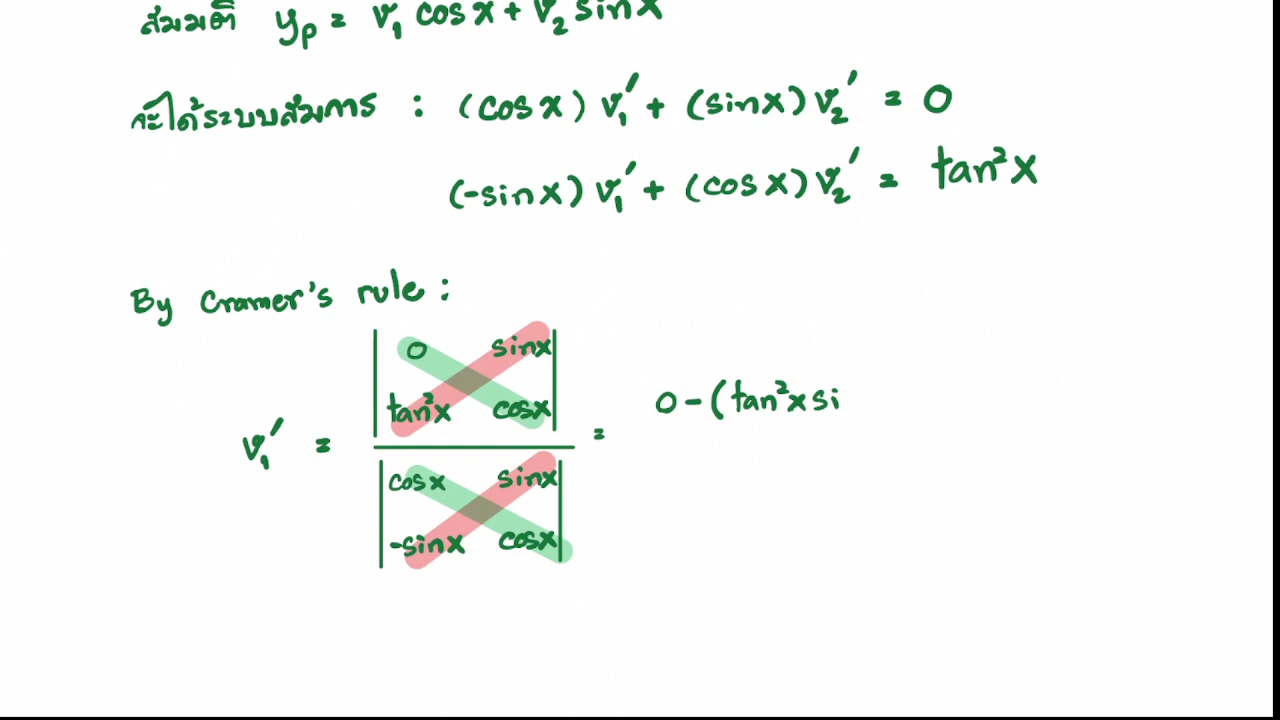 สมมติ yₚ = v₁ cos x + v₂ sin x
จะได้ระบบสมการ : (cos x) v₁′ + (sin x) v₂′ = 0
(-sin x) v₁′ + (cos x) v₂′ = tan²x
By Cramer's rule :
0 sinx
tan²x cosx
v₁′ = = 0 - (tan²x si
cosx sinx
-sinx cosx